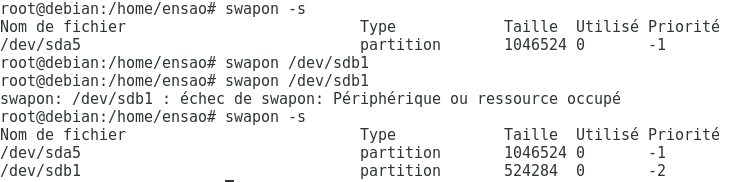 root@debian:/home/ensao# swapon -s
Nom de fichier Type Taille Utilisé Priorité
/dev/sda5 partition 1046524 0 -1
root@debian:/home/ensao# swapon /dev/sdb1
root@debian:/home/ensao# swapon /dev/sdb1
swapon: /dev/sdb1 : échec de swapon: Périphérique ou ressource occupé
root@debian:/home/ensao# swapon -s
Nom de fichier Type Taille Utilisé Priorité
/dev/sda5 partition 1046524 0 -1
/dev/sdb1 partition 524284 0 -2